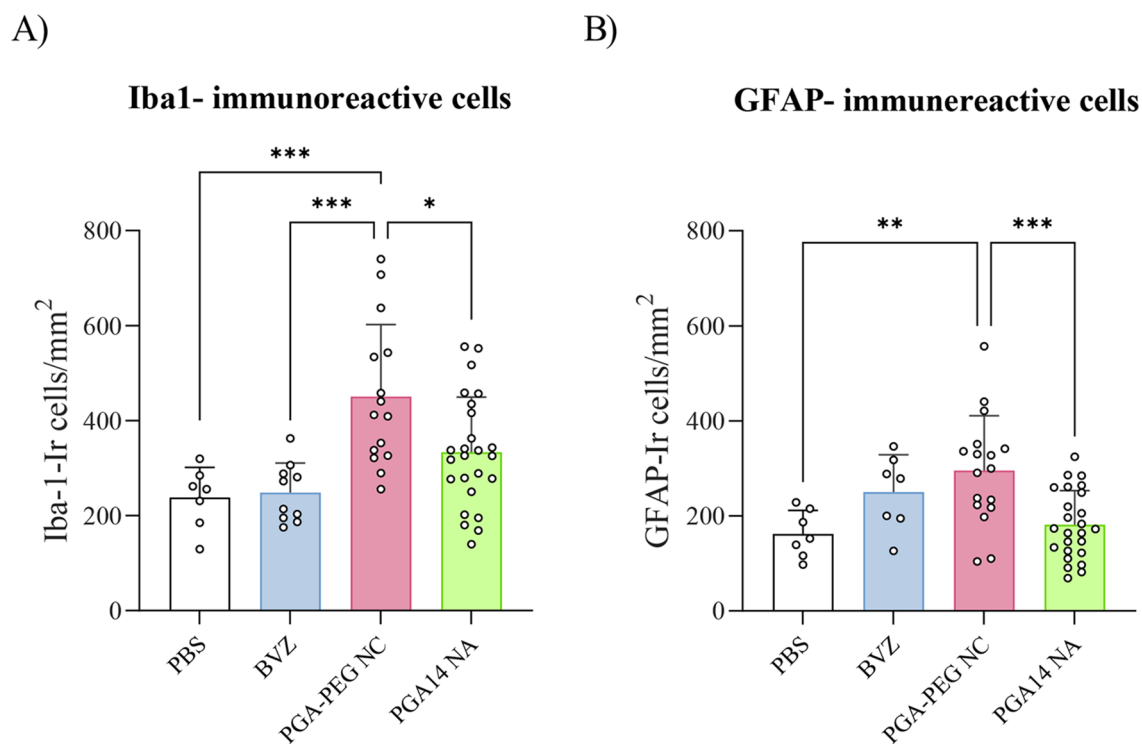 A)
Iba1- immunoreactive cells
***
*** *
800
600
400
200
0
Iba-1-Ir cells/mm²
PBS
BVZ
PGA-PEG NC
PGA14 NA
B)
GFAP- immunereactive cells
** ***
800
600
400
200
0
GFAP-Ir cells/mm²
PBS
BVZ
PGA-PEG NC
PGA14 NA